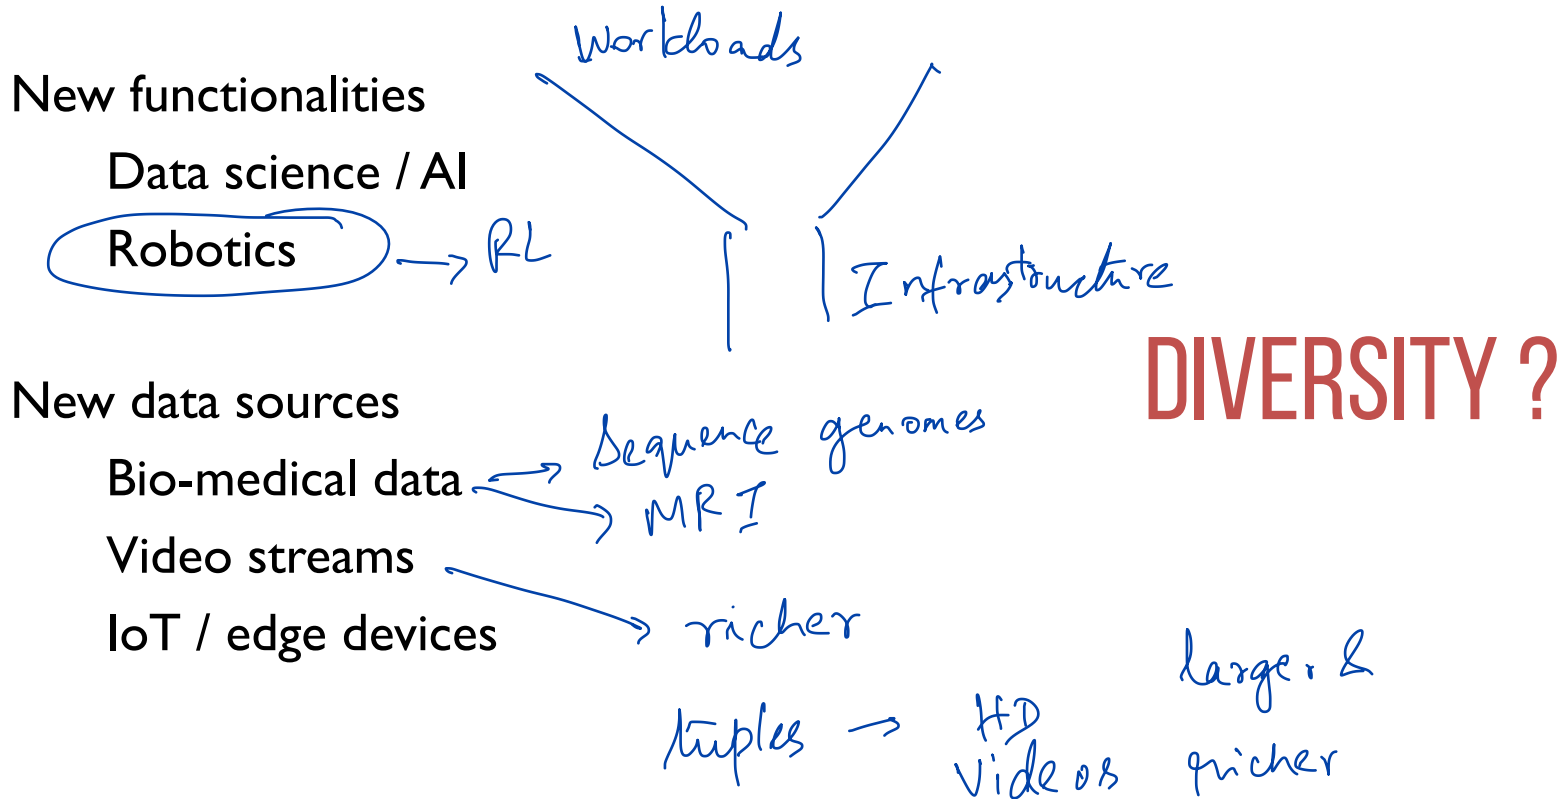 Workloads
New functionalities
Data science / AI
Robotics → RL
Infrastructure
DIVERSITY ?
New data sources
Sequence genomes
Bio-medical data
MRI
Video streams
IoT / edge devices
richer
larger &
tuples → HD
videos richer